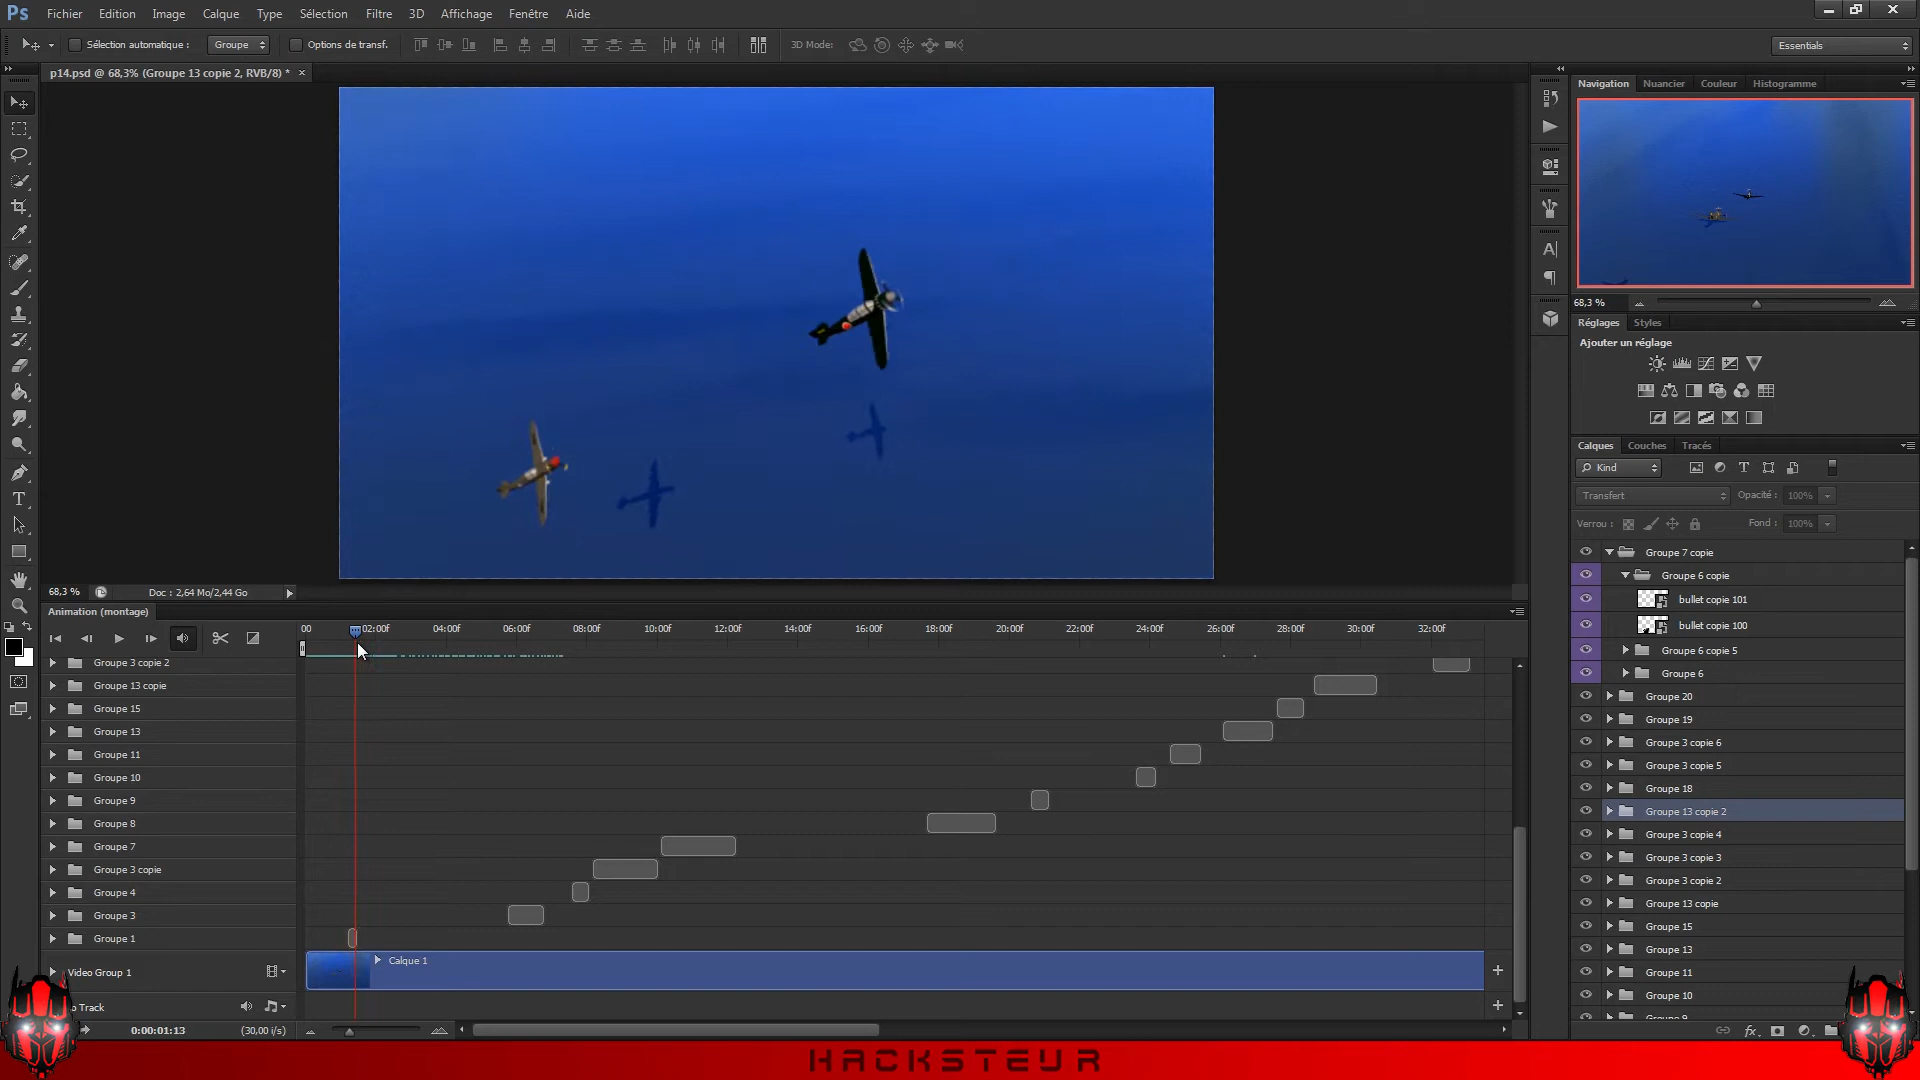 Ps Fichier Edition Image Calque Type Sélection Filtre 3D Affichage Fenêtre Aide
Sélection automatique : Groupe Options de transf. 3D Mode: Essentials
p14.psd @ 68,3% (Groupe 13 copie 2, RVB/8) * ×
Navigation Nuancier Couleur Histogramme
68,3 %
Réglages Styles
Ajouter un réglage
Calques Couches Tracés
Kind
Transfert Opacité : 100%
Verrou : Fond : 100%
Groupe 7 copie
Groupe 6 copie
bullet copie 101
bullet copie 100
Groupe 6 copie 5
Groupe 6
Groupe 20
Groupe 19
Groupe 3 copie 6
Groupe 3 copie 5
Groupe 18
Groupe 13 copie 2
Groupe 3 copie 4
Groupe 3 copie 3
Groupe 3 copie 2
Groupe 13 copie
Groupe 15
Groupe 13
Groupe 11
Groupe 10
Groupe 9
fx
68,3 % Doc : 2,64 Mo/2,44 Go
Animation (montage)
00 02:00f 04:00f 06:00f 08:00f 10:00f 12:00f 14:00f 16:00f 18:00f 20:00f 22:00f 24:00f 26:00f 28:00f 30:00f 32:00f
Groupe 3 copie 2
Groupe 13 copie
Groupe 15
Groupe 13
Groupe 11
Groupe 10
Groupe 9
Groupe 8
Groupe 7
Groupe 3 copie
Groupe 4
Groupe 3
Groupe 1
Video Group 1 Calque 1
o Track
0:00:01:13 (30,00 i/s)
HACKSTEUR